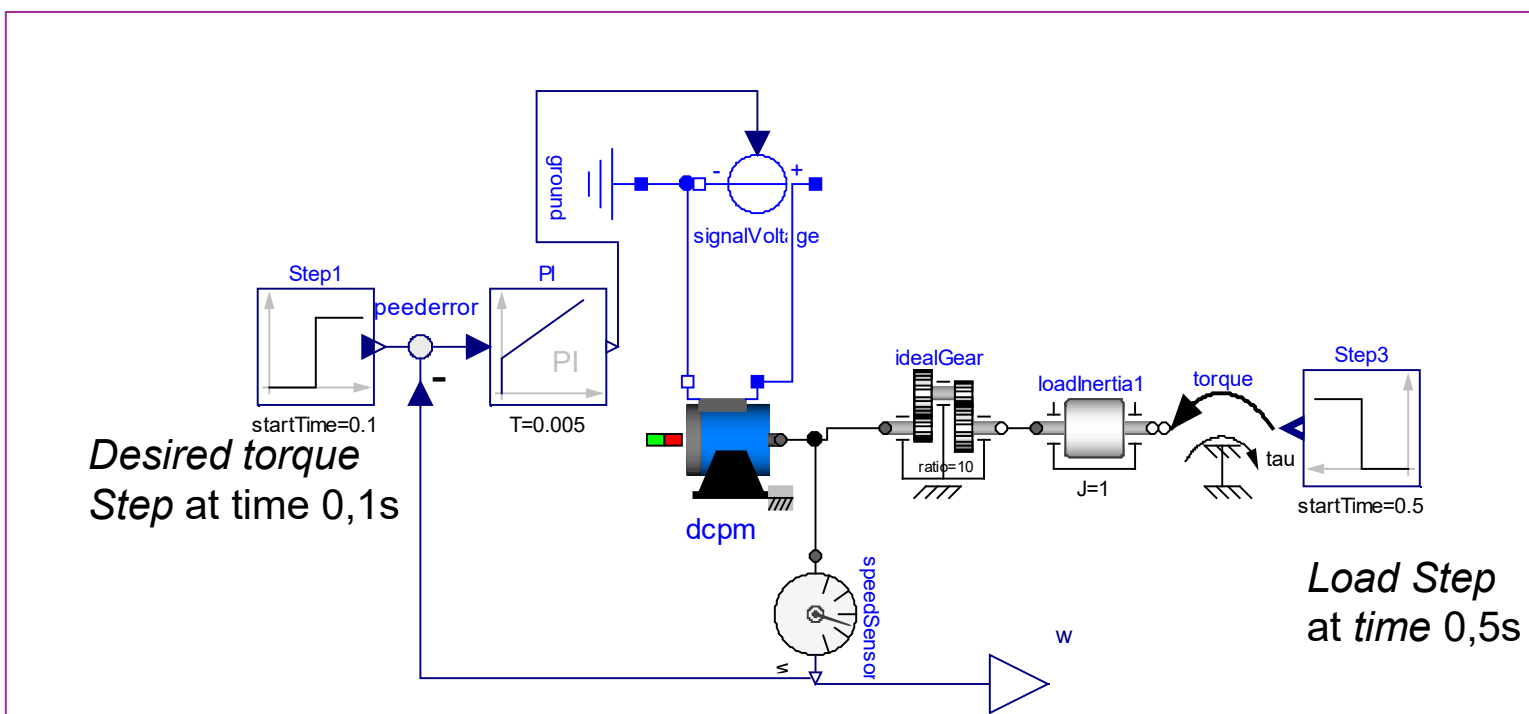 ground
-
+
signalVoltage
Step1
peederror
PI
PI
-
startTime=0.1
T=0.005
Desired torque
Step at time 0,1s
idealGear
ratio=10
loadInertia1
J=1
torque
tau
Step3
startTime=0.5
dcpm
speedSensor
w
w
Load Step
at time 0,5s